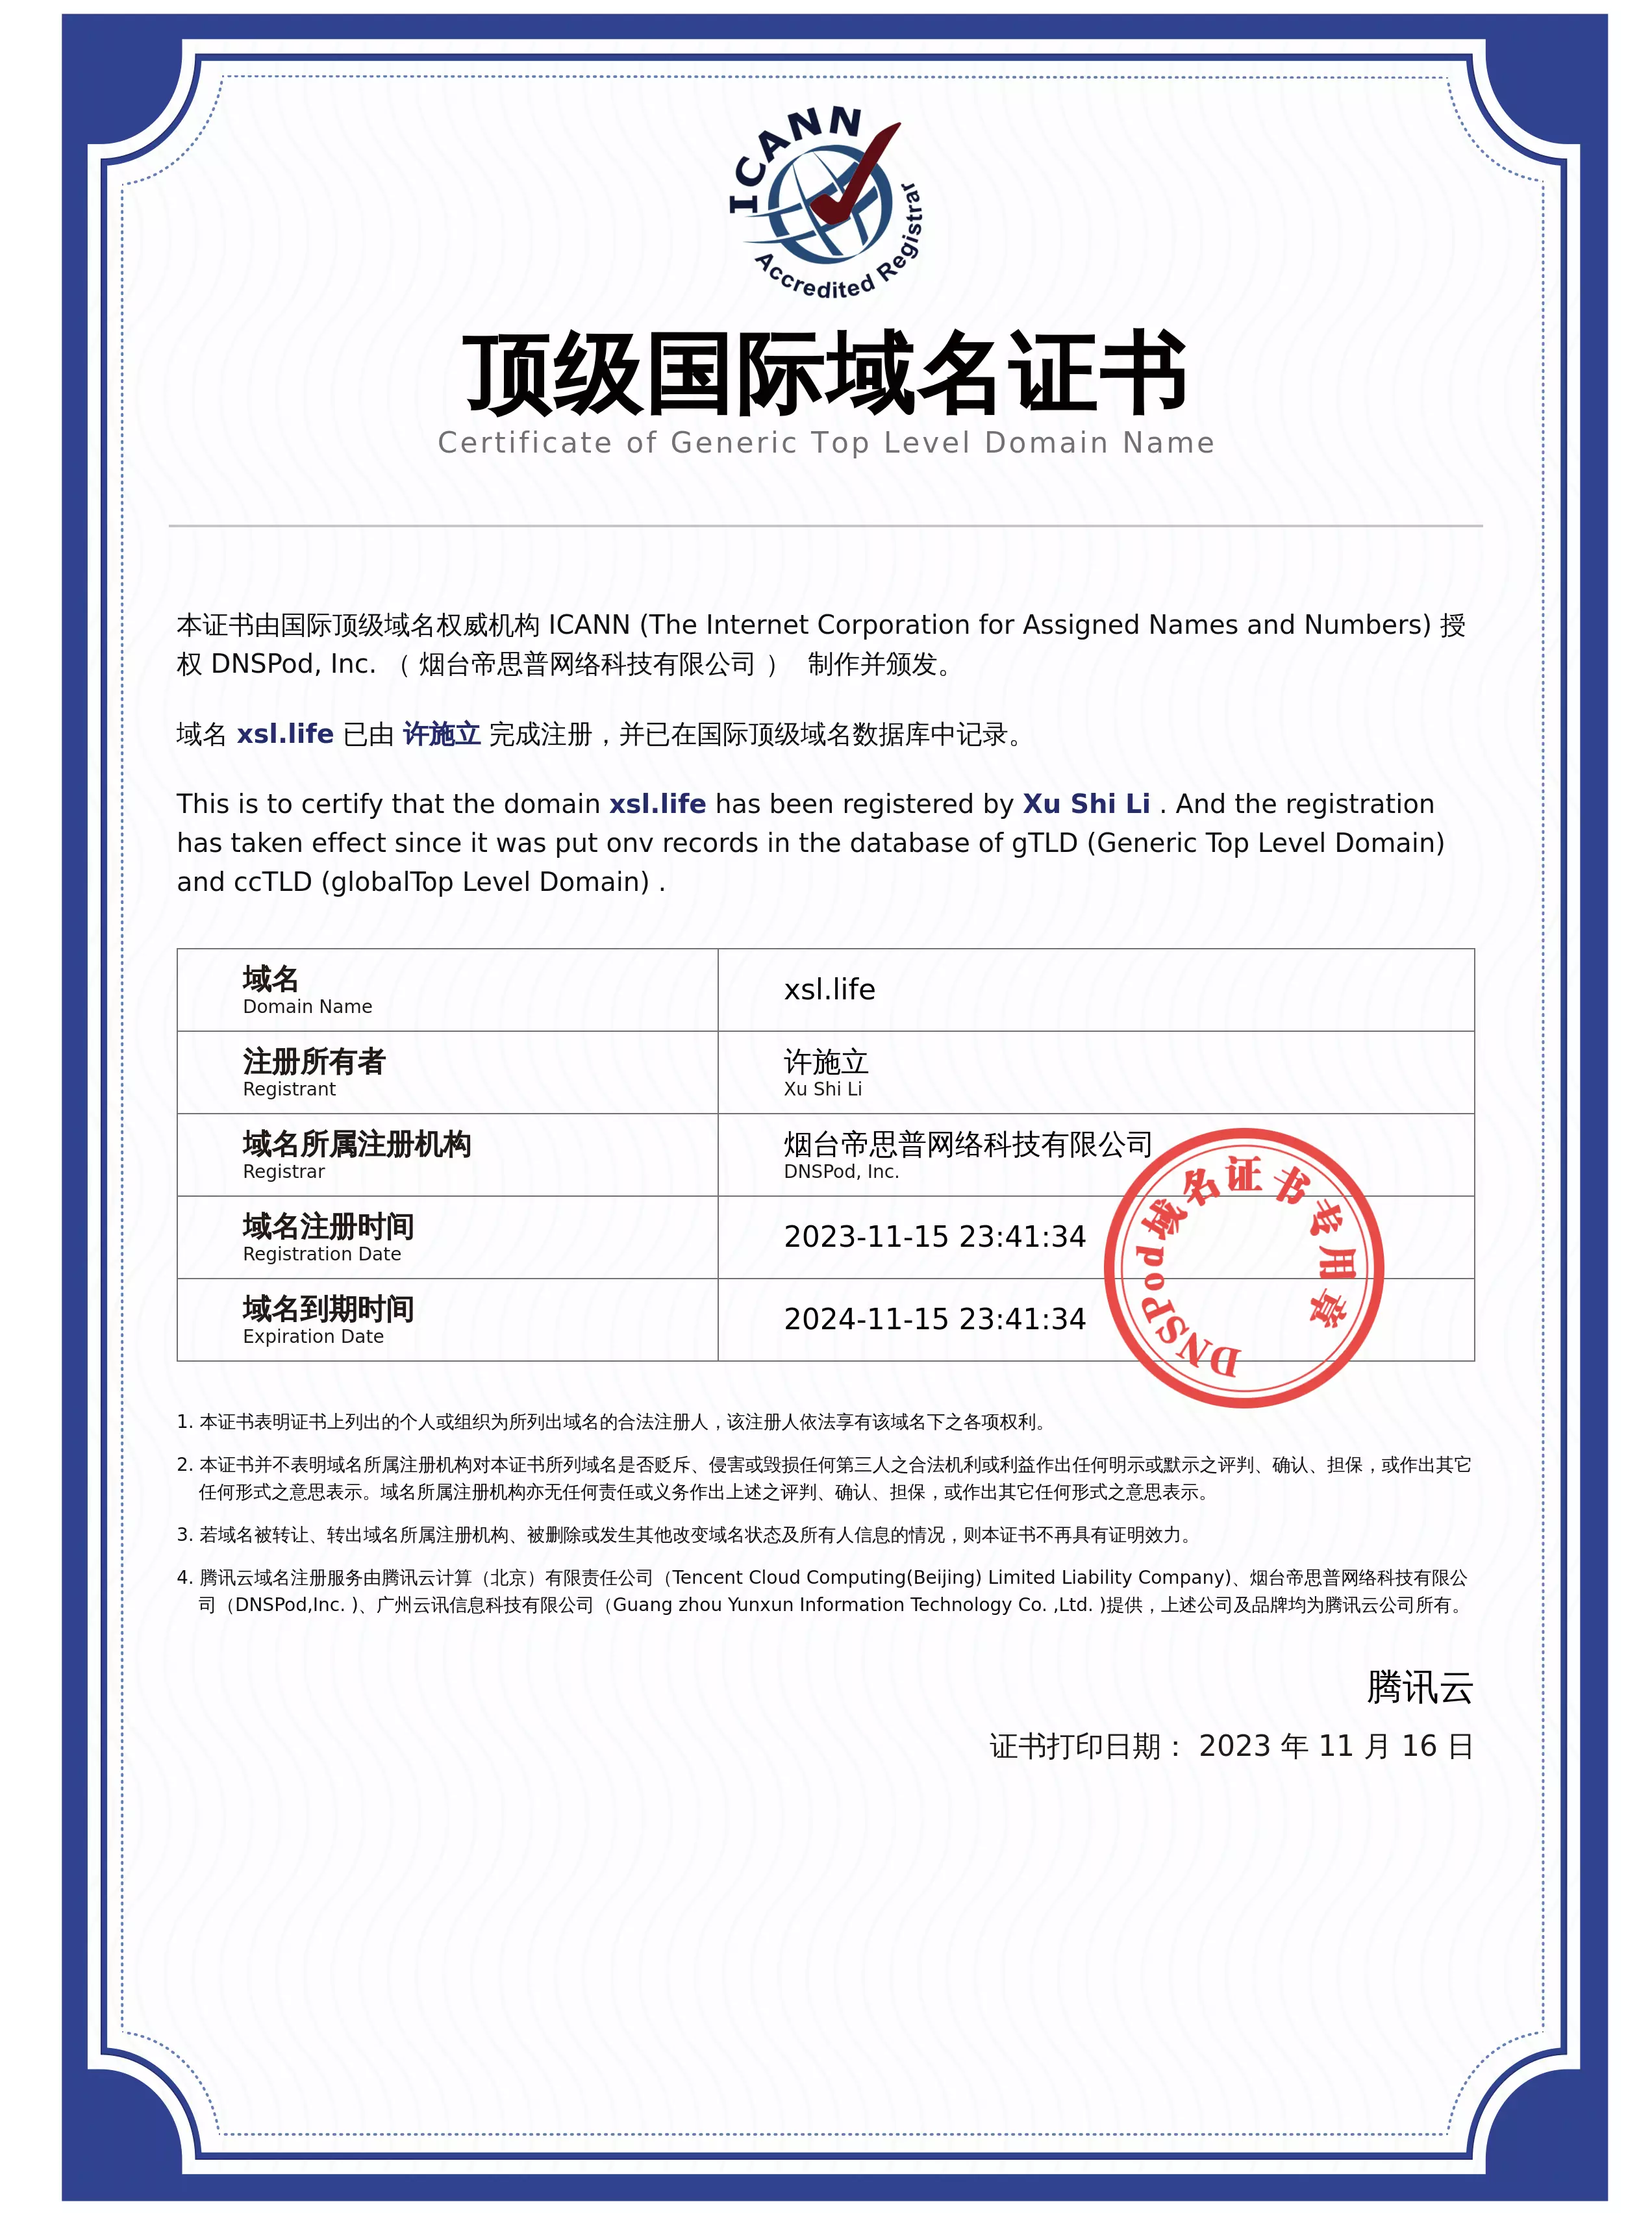 ICANN
Accredited Registrar
顶级国际域名证书
Certificate of Generic Top Level Domain Name
本证书由国际顶级域名权威机构 ICANN (The Internet Corporation for Assigned Names and Numbers) 授
权 DNSPod, Inc. （ 烟台帝思普网络科技有限公司 ） 制作并颁发。
域名 xsl.life 已由 许施立 完成注册，并已在国际顶级域名数据库中记录。
This is to certify that the domain xsl.life has been registered by Xu Shi Li . And the registration
has taken effect since it was put onv records in the database of gTLD (Generic Top Level Domain)
and ccTLD (globalTop Level Domain) .
域名
Domain Name
xsl.life
注册所有者
Registrant
许施立
Xu Shi Li
域名所属注册机构
Registrar
烟台帝思普网络科技有限公司
DNSPod, Inc.
域名注册时间
Registration Date
2023-11-15 23:41:34
域名到期时间
Expiration Date
2024-11-15 23:41:34
DNSPod域名证书专用章
1. 本证书表明证书上列出的个人或组织为所列出域名的合法注册人，该注册人依法享有该域名下之各项权利。
2. 本证书并不表明域名所属注册机构对本证书所列域名是否贬斥、侵害或毁损任何第三人之合法机利或利益作出任何明示或默示之评判、确认、担保，或作出其它
任何形式之意思表示。域名所属注册机构亦无任何责任或义务作出上述之评判、确认、担保，或作出其它任何形式之意思表示。
3. 若域名被转让、转出域名所属注册机构、被删除或发生其他改变域名状态及所有人信息的情况，则本证书不再具有证明效力。
4. 腾讯云域名注册服务由腾讯云计算（北京）有限责任公司（Tencent Cloud Computing(Beijing) Limited Liability Company)、烟台帝思普网络科技有限公
司（DNSPod,Inc. )、广州云讯信息科技有限公司（Guang zhou Yunxun Information Technology Co. ,Ltd. )提供，上述公司及品牌均为腾讯云公司所有。
腾讯云
证书打印日期： 2023 年 11 月 16 日